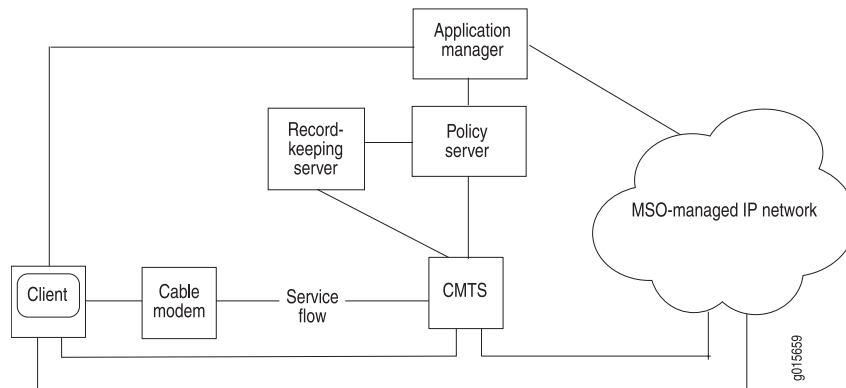 Application
manager
Record-
keeping
server
Policy
server
MSO-managed IP network
Client
Cable
modem
Service
flow
CMTS
g015659